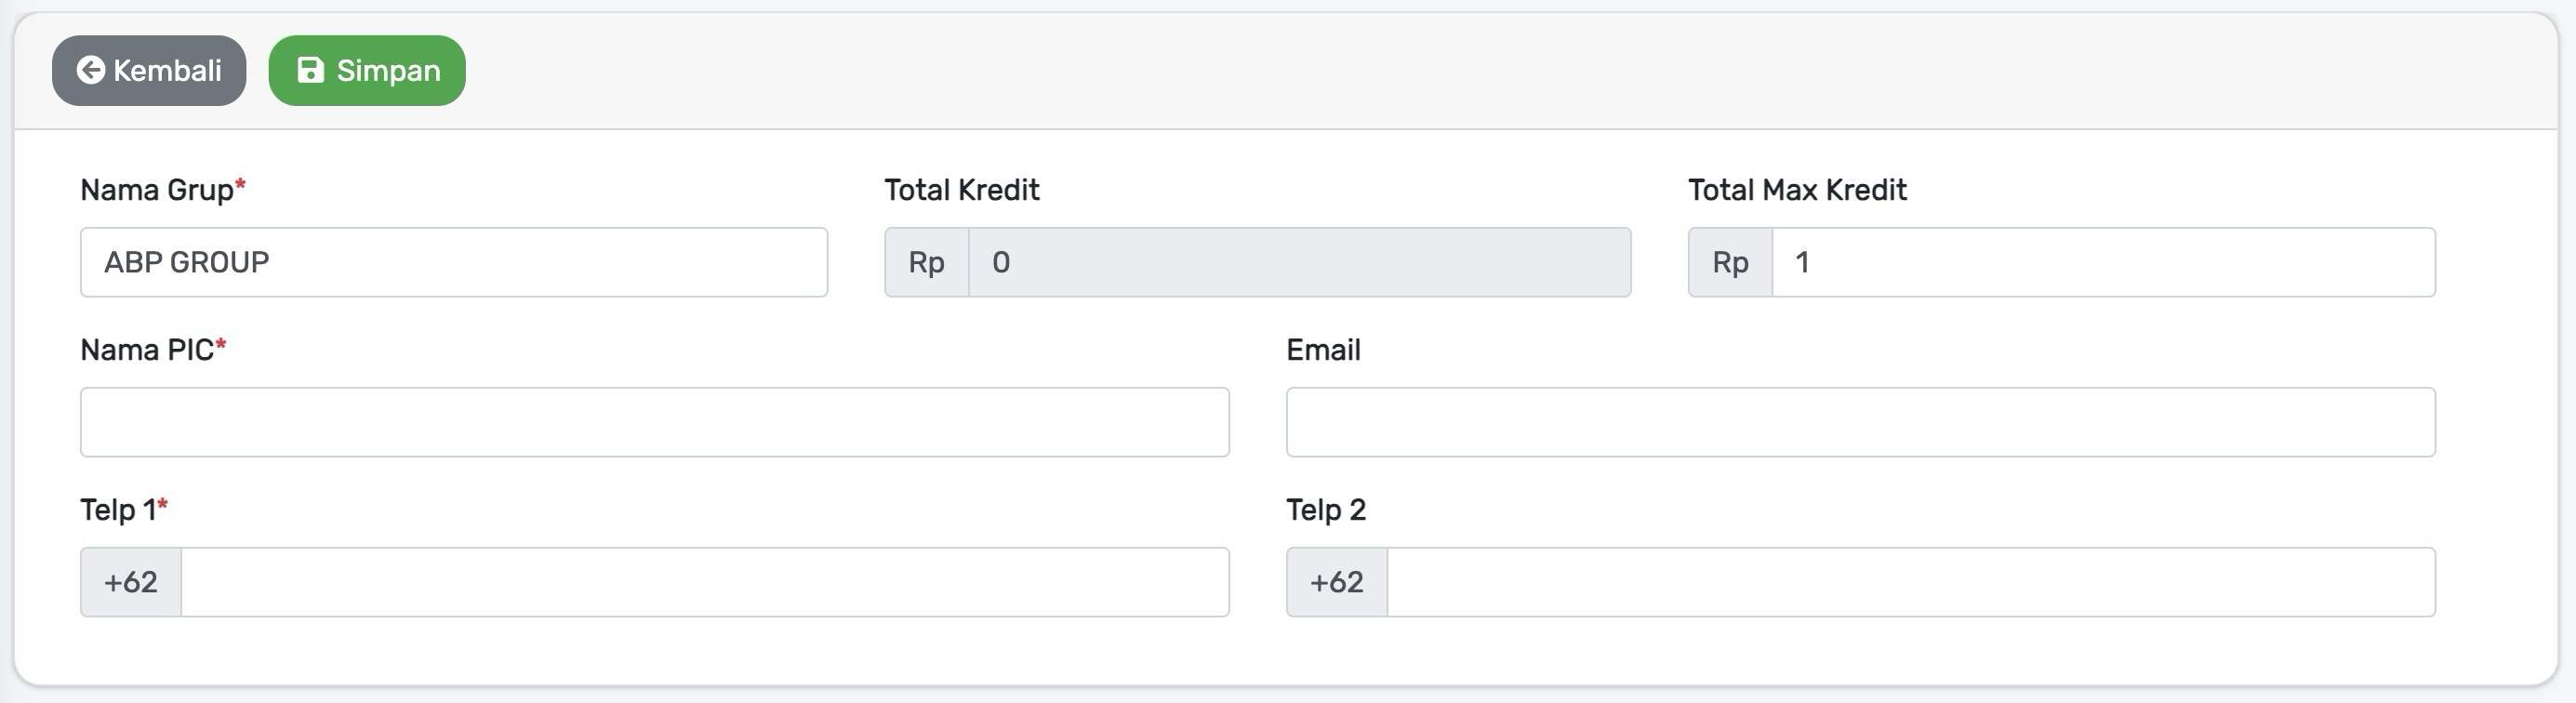 Kembali Simpan
Nama Grup* Total Kredit Total Max Kredit
ABP GROUP Rp 0 Rp 1
Nama PIC* Email
Telp 1* Telp 2
+62 +62